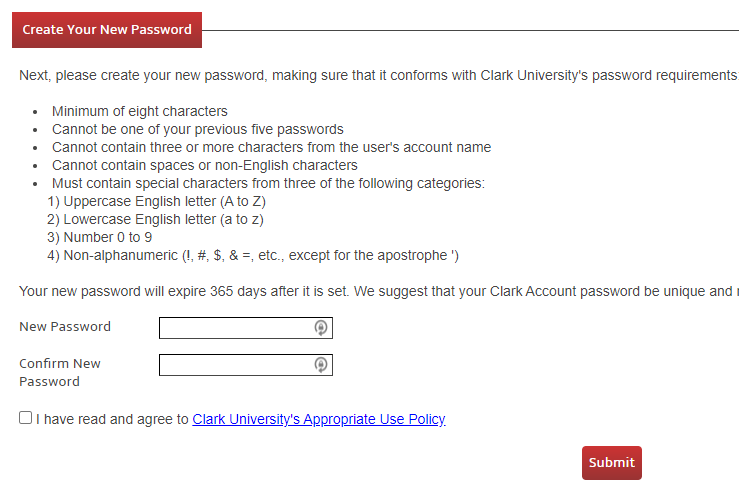 Create Your New Password
Next, please create your new password, making sure that it conforms with Clark University's password requirements
• Minimum of eight characters
• Cannot be one of your previous five passwords
• Cannot contain three or more characters from the user's account name
• Cannot contain spaces or non-English characters
• Must contain special characters from three of the following categories:
1) Uppercase English letter (A to Z)
2) Lowercase English letter (a to z)
3) Number 0 to 9
4) Non-alphanumeric (!, #, $, & =, etc., except for the apostrophe ')
Your new password will expire 365 days after it is set. We suggest that your Clark Account password be unique and
New Password
Confirm New
Password
I have read and agree to Clark University's Appropriate Use Policy
Submit